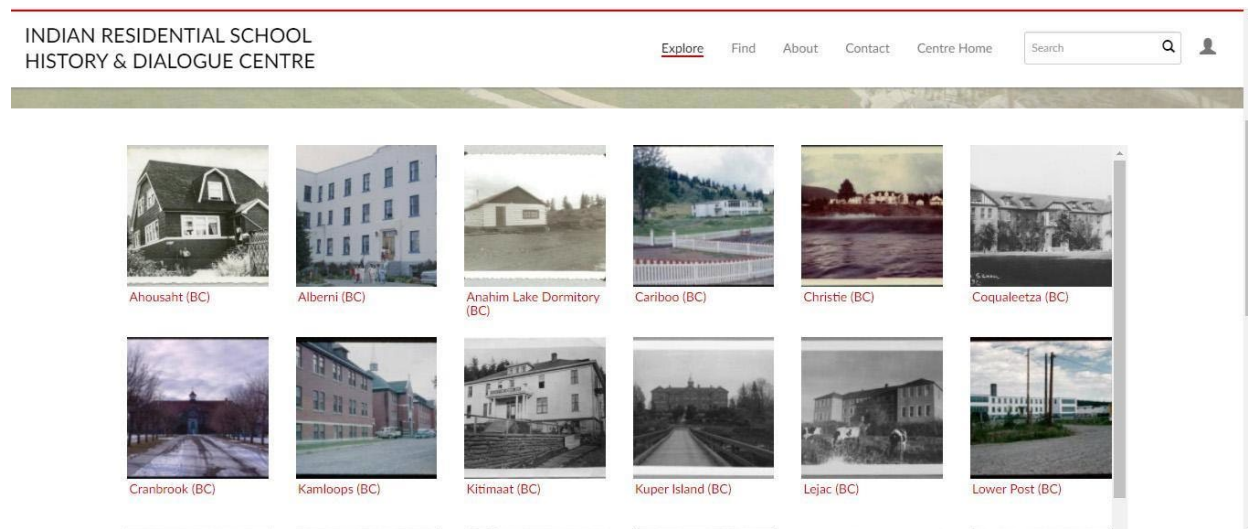 INDIAN RESIDENTIAL SCHOOL
HISTORY & DIALOGUE CENTRE
Explore Find About Contact Centre Home Search
Ahousaht (BC) Alberni (BC) Anahim Lake Dormitory (BC) Cariboo (BC) Christie (BC) Coqualeetza (BC)
Cranbrook (BC) Kamloops (BC) Kitimaat (BC) Kuper Island (BC) Lejac (BC) Lower Post (BC)